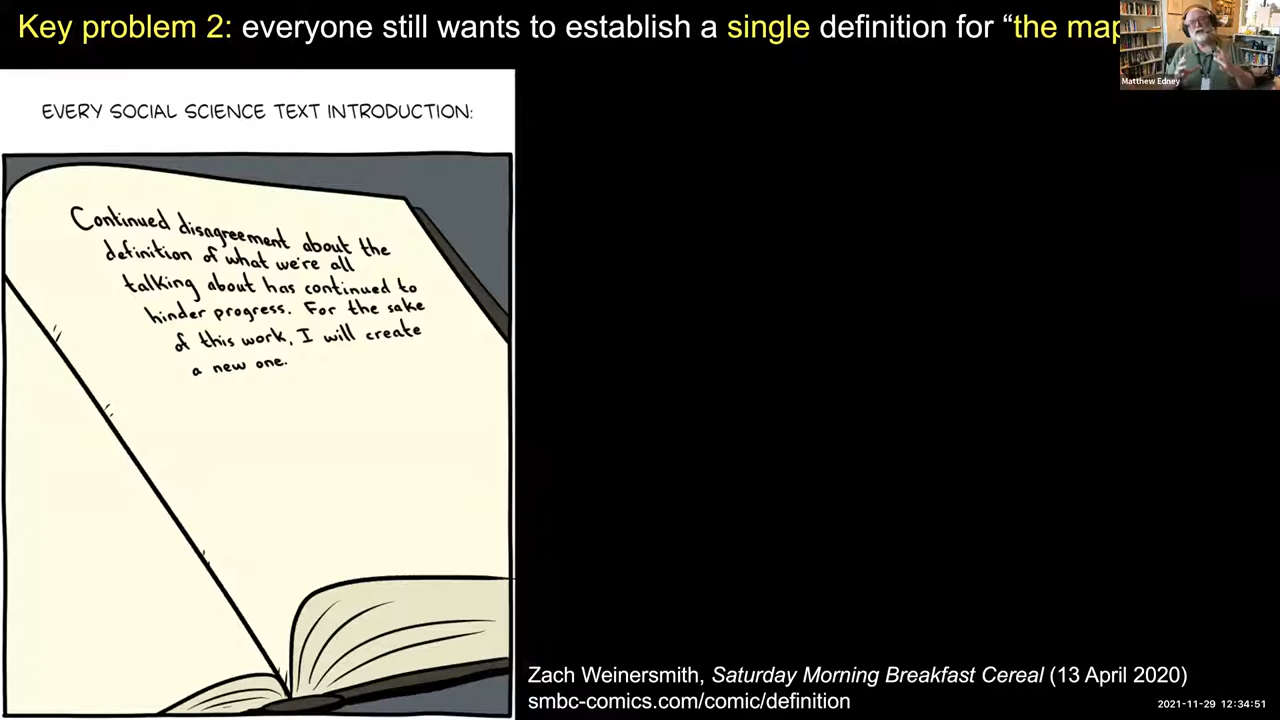 Key problem 2: everyone still wants to establish a single definition for “the map
Matthew Edney
EVERY SOCIAL SCIENCE TEXT INTRODUCTION:
Continued disagreement about the
definition of what we're all
talking about has continued to
hinder progress. For the sake
of this work, I will create
a new one.
Zach Weinersmith, Saturday Morning Breakfast Cereal (13 April 2020)
smbc-comics.com/comic/definition
2021-11-29 12:34:51